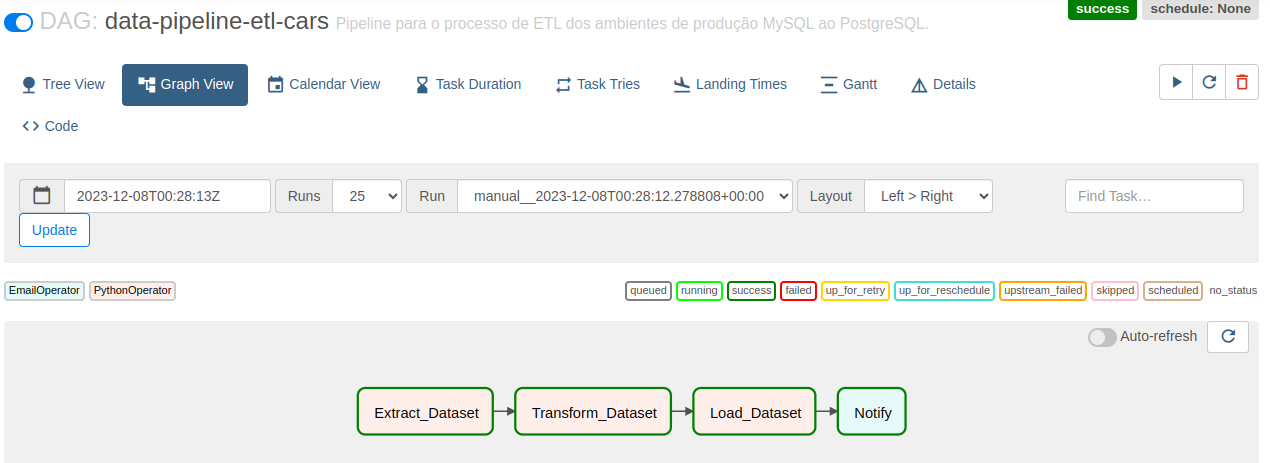 DAG: data-pipeline-etl-cars Pipeline para o processo de ETL dos ambientes de produção MySQL ao PostgreSQL.
success schedule: None
Tree View Graph View Calendar View Task Duration Task Tries Landing Times Gantt Details
Code
2023-12-08T00:28:13Z Runs 25 Run manual__2023-12-08T00:28:12.278808+00:00 Layout Left > Right Find Task…
Update
EmailOperator PythonOperator queued running success failed up_for_retry up_for_reschedule upstream_failed skipped scheduled no_status
Auto-refresh
Extract_Dataset Transform_Dataset Load_Dataset Notify